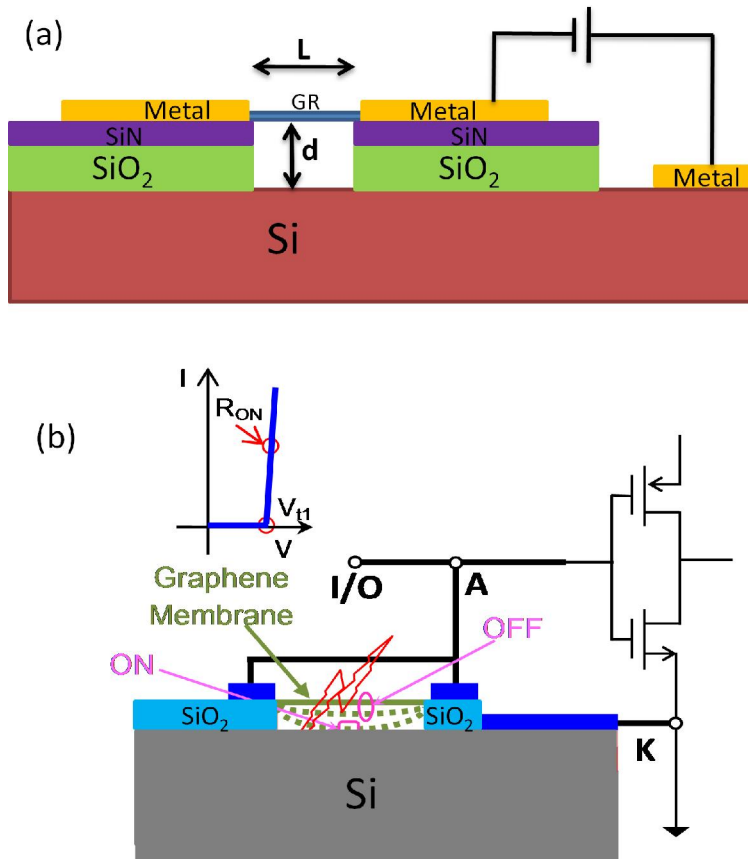 (a)
L
GR
Metal
Metal
SiN
SiN
d
SiO2
SiO2
Metal
Si
(b)
I
RON
Vt1
V
Graphene
Membrane
I/O
A
OFF
ON
SiO2
SiO2
K
Si